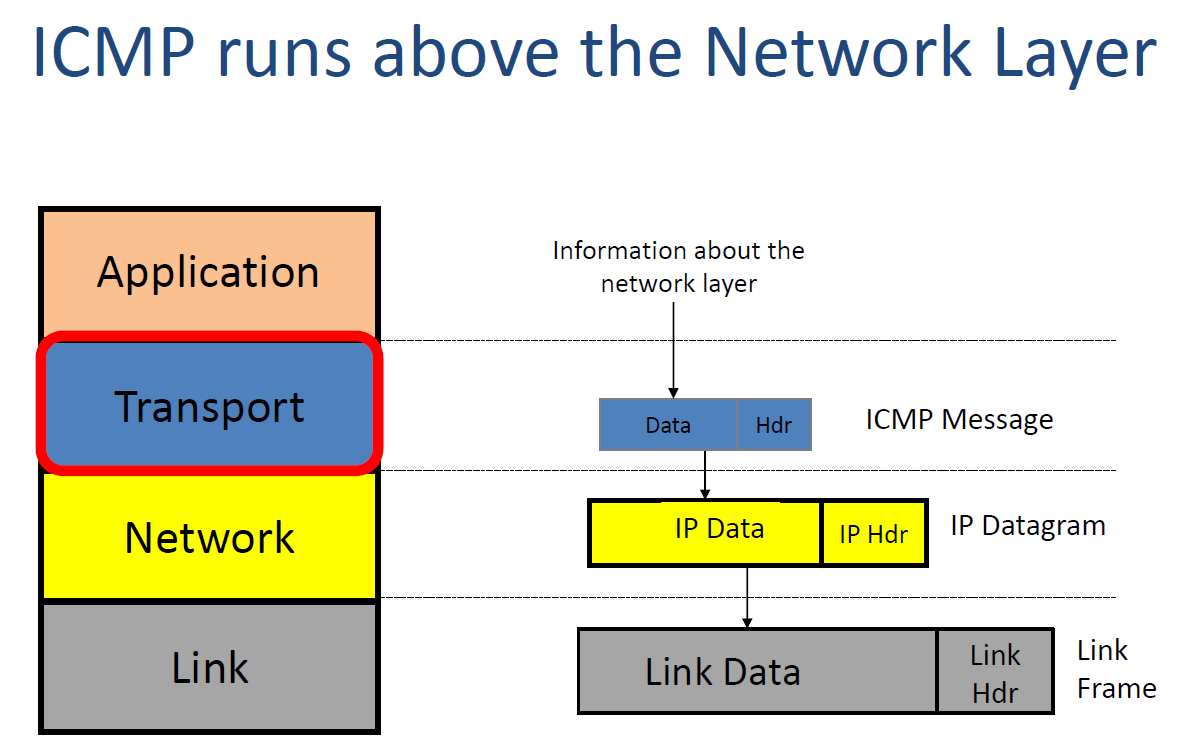 ICMP runs above the Network Layer
Application
Transport
Network
Link
Information about the
network layer
Data
Hdr
ICMP Message
IP Data
IP Hdr
IP Datagram
Link Data
Link
Hdr
Link
Frame